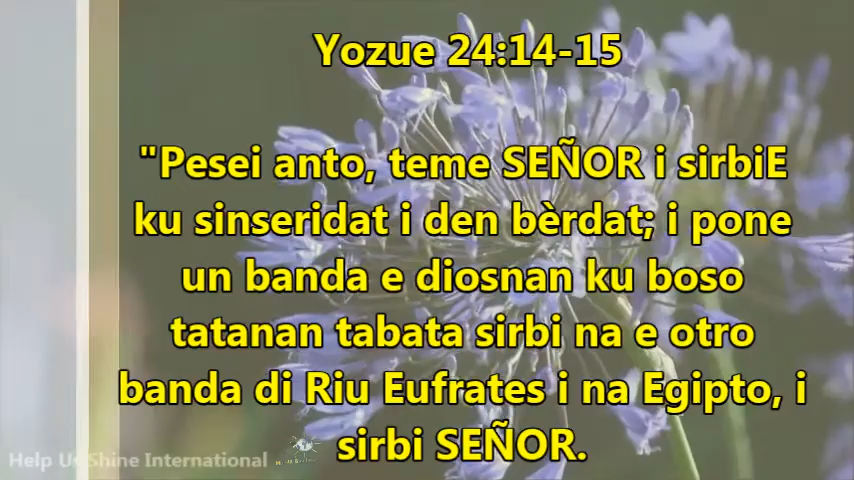 Yozue 24:14-15
"Pesei anto, teme SEÑOR i sirbiE
ku sinseridat i den bèrdat; i pone
un banda e diosnan ku boso
tatanan tabata sirbi na e otro
banda di Riu Eufrates i na Egipto, i
sirbi SEÑOR.
Help Us Shine International